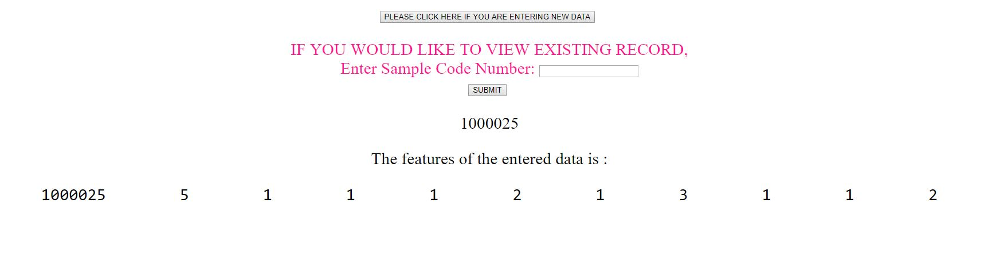 PLEASE CLICK HERE IF YOU ARE ENTERING NEW DATA
IF YOU WOULD LIKE TO VIEW EXISTING RECORD,
Enter Sample Code Number:
SUBMIT
1000025
The features of the entered data is :
1000025 5 1 1 1 2 1 3 1 1 2